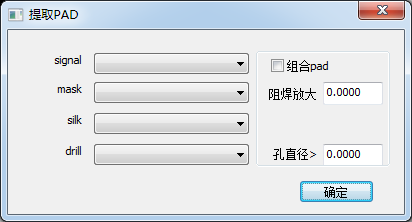 提取PAD
signal
组合pad
mask
阻焊放大 0.0000
silk
drill
孔直径> 0.0000
确定